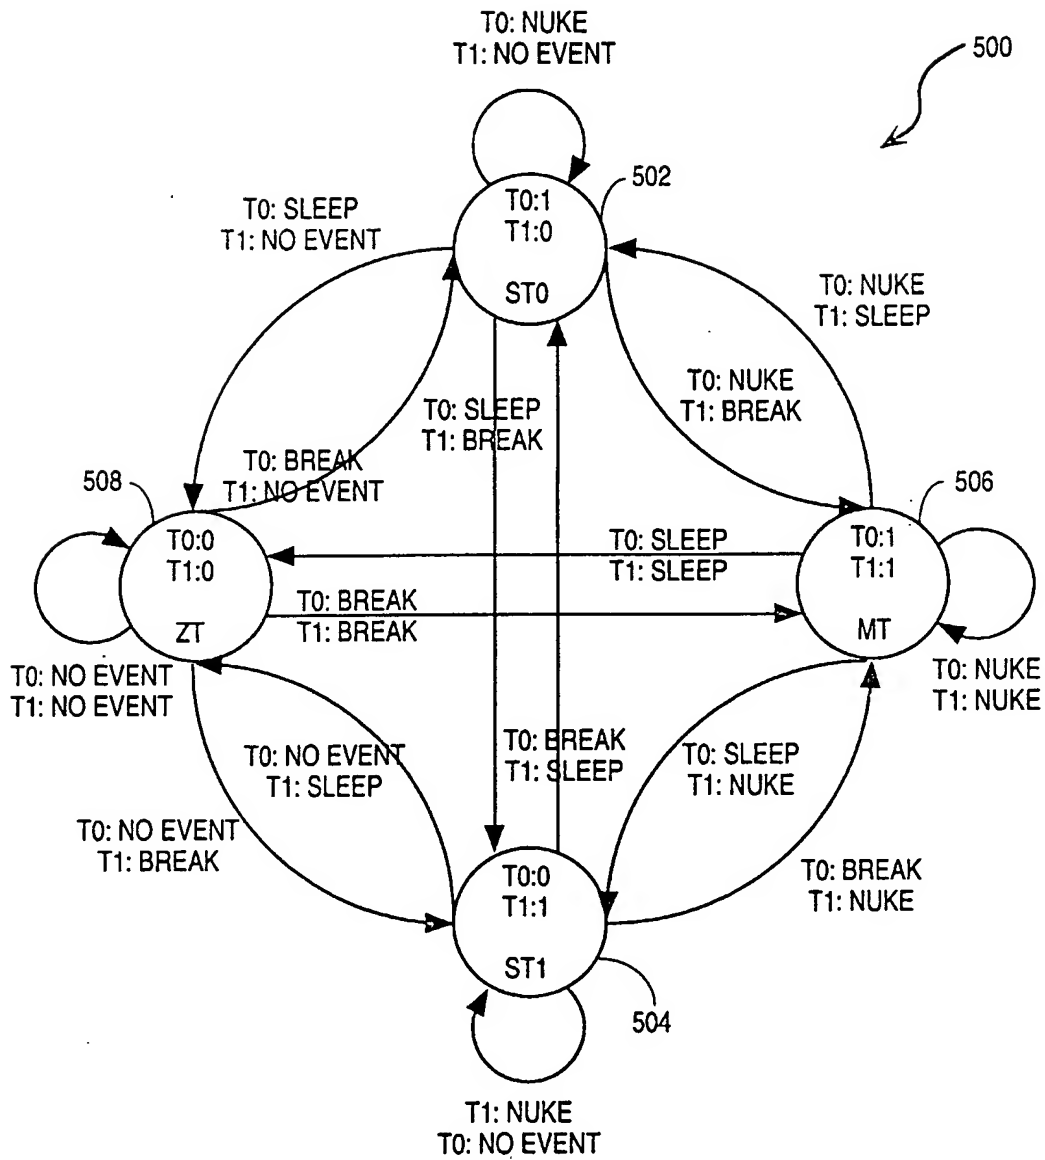 T0: NUKE
T1: NO EVENT
500
502
T0:1
T1:0
ST0
T0: SLEEP
T1: NO EVENT
T0: NUKE
T1: SLEEP
T0: NUKE
T1: BREAK
T0: SLEEP
T1: BREAK
T0: BREAK
T1: NO EVENT
508
506
T0:0
T1:0
ZT
T0: SLEEP
T1: SLEEP
T0:1
T1:1
MT
T0: BREAK
T1: BREAK
T0: NO EVENT
T1: NO EVENT
T0: NUKE
T1: NUKE
T0: NO EVENT
T1: SLEEP
T0: BREAK
T1: SLEEP
T0: SLEEP
T1: NUKE
T0: NO EVENT
T1: BREAK
T0: BREAK
T1: NUKE
T0:0
T1:1
ST1
504
T1: NUKE
T0: NO EVENT